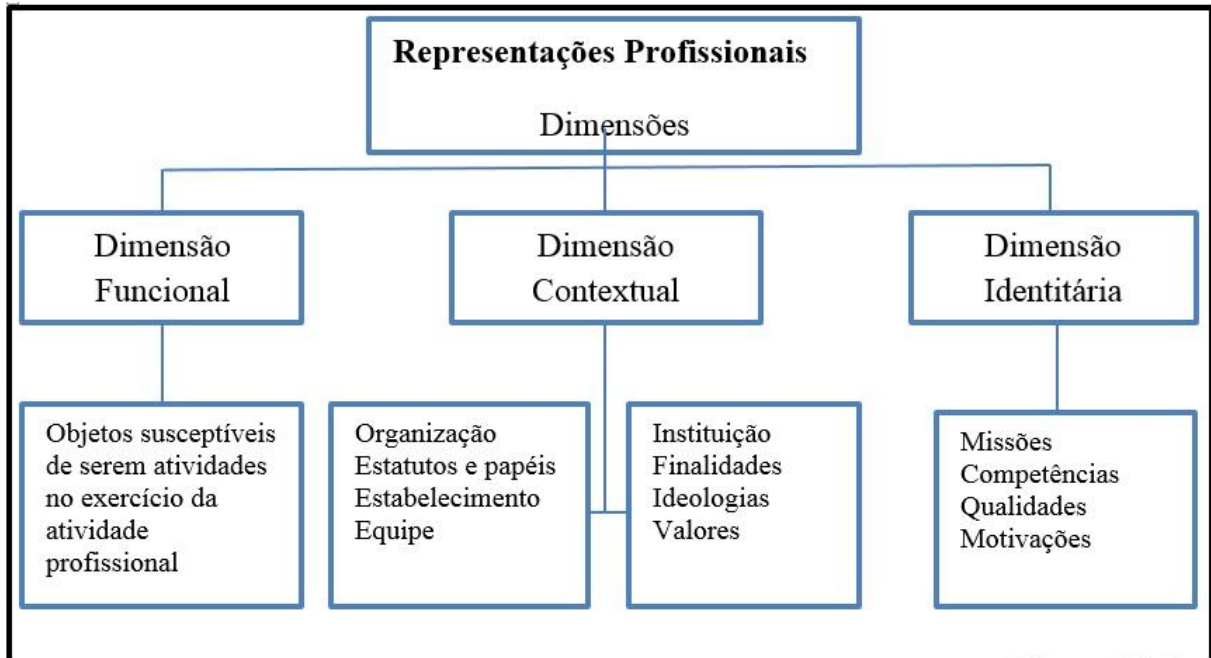 Representações Profissionais
Dimensões
Dimensão
Funcional
Dimensão
Contextual
Dimensão
Identitária
Objetos susceptíveis
de serem atividades
no exercício da
atividade
profissional
Organização
Estatutos e papéis
Estabelecimento
Equipe
Instituição
Finalidades
Ideologias
Valores
Missões
Competências
Qualidades
Motivações